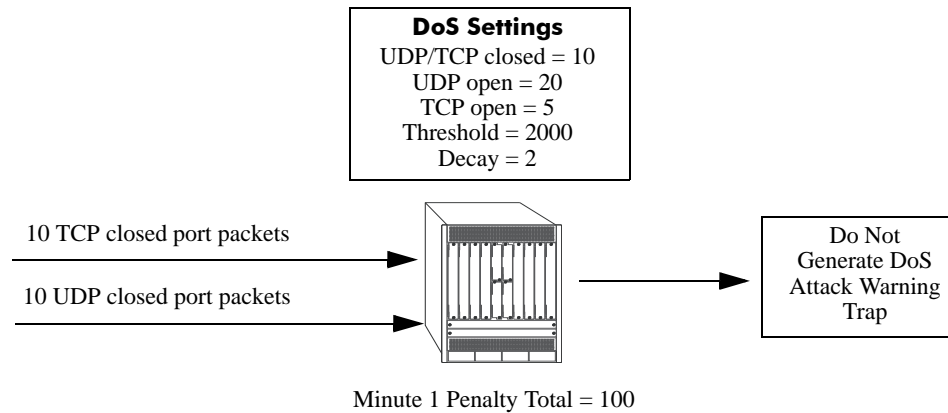 DoS Settings
UDP/TCP closed = 10
UDP open = 20
TCP open = 5
Threshold = 2000
Decay = 2
10 TCP closed port packets
10 UDP closed port packets
Do Not
Generate DoS
Attack Warning
Trap
Minute 1 Penalty Total = 100